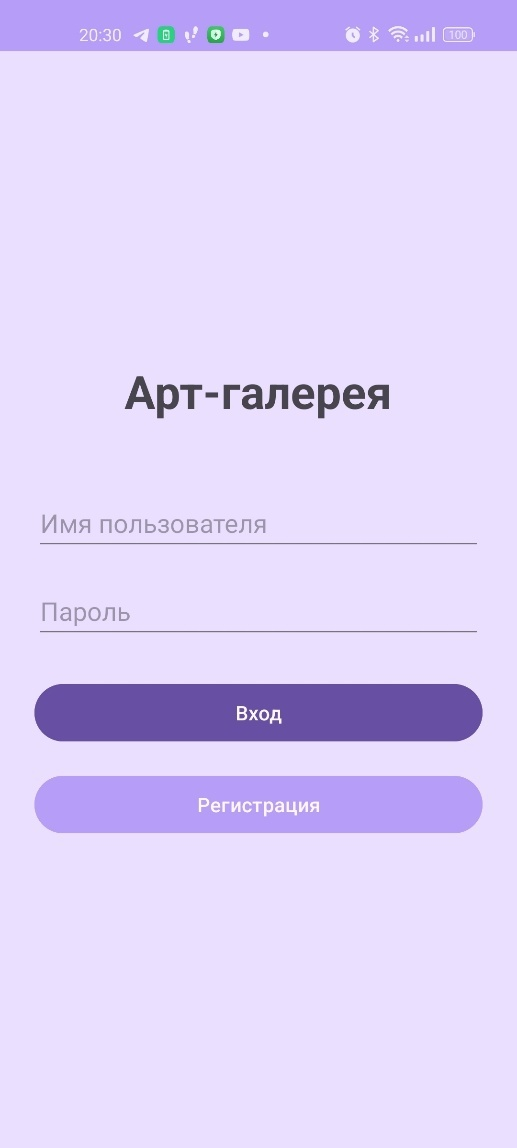 20:30
100
Арт-галерея
Имя пользователя
Пароль
Вход
Регистрация